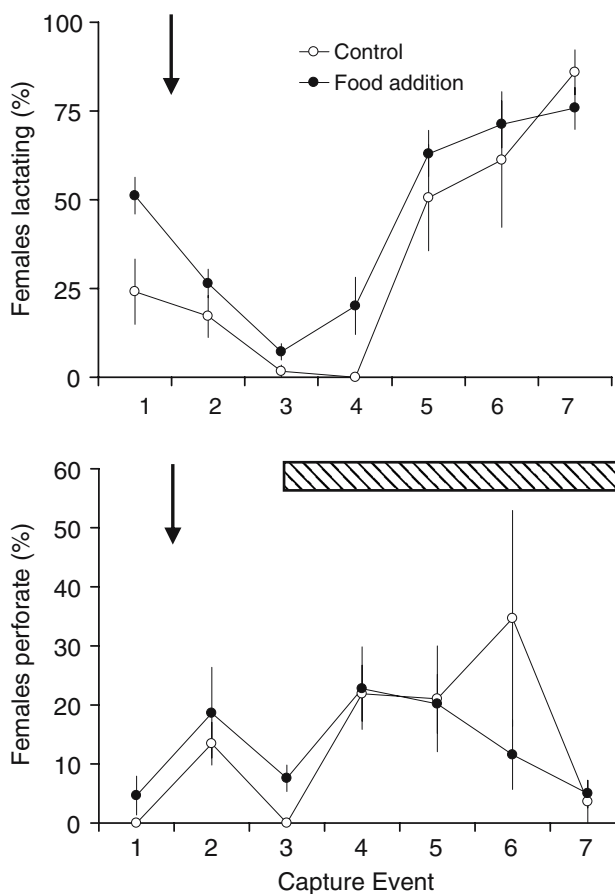 100
75
50
25
0
Females lactating (%)
Control
Food addition
1 2 3 4 5 6 7
60
50
40
30
20
10
0
Females perforate (%)
1 2 3 4 5 6 7
Capture Event